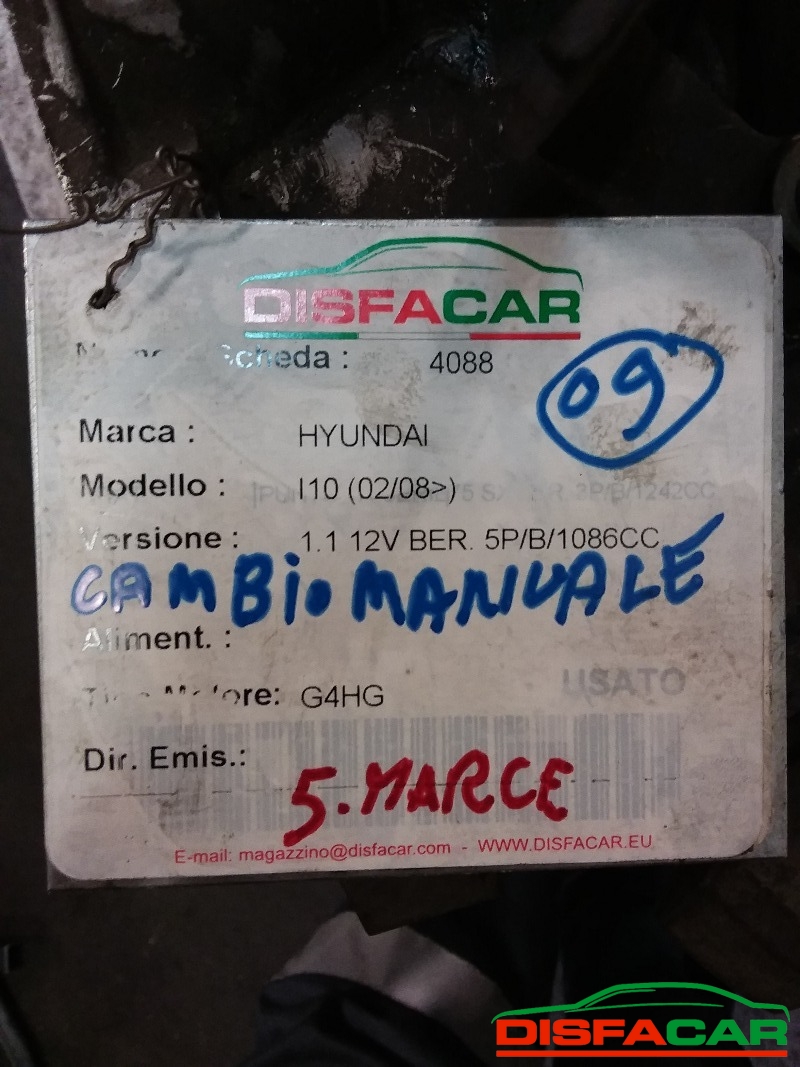 DISFACAR
Scheda : 4088
09
Marca : HYUNDAI
Modello : I10 (02/08>)
Versione : 1.1 12V BER. 5P/B/1086CC
CAMBIO MANUALE
Aliment. :
G4HG
USATO
Dir. Emis.:
5. MARCE
E-mail: magazzino@disfacar.com - WWW.DISFACAR.EU
DISFACAR